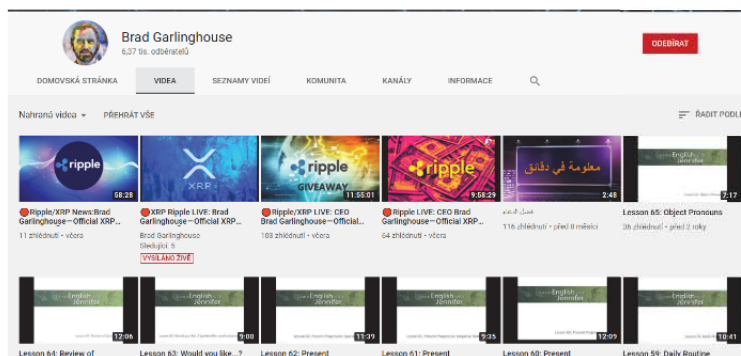 Brad Garlinghouse
6,37 tis. odběratelů
ODEBÍRAT
DOMOVSKÁ STRÁNKA VIDEA SEZNAMY VIDEÍ KOMUNITA KANÁLY INFORMACE
Nahraná videa PŘEHRÁT VŠE ŘADIT PODLE
ripple
58:28
XRP
ripple
GIVEAWAY
11:55:01
ripple
9:58:29
معلومة في دقائق
2:48
English
Jennifer
7:17
Ripple/XRP News:Brad
Garlinghouse—Official XRP...
11 zhlédnutí • včera
XRP Ripple LIVE: Brad
Garlinghouse—Official XRP...
Brad Garlinghouse
Sledující: 5
VYSÍLÁNO ŽIVĚ
Ripple/XRP LIVE: CEO
Brad Garlinghouse—Official...
103 zhlédnutí • včera
Ripple LIVE: CEO Brad
Garlinghouse—Official XRP...
64 zhlédnutí • včera
116 zhlédnutí • před 8 měsíci
Lesson 65: Object Pronouns
36 zhlédnutí • před 2 roky
English
Jennifer
12:06
English
Jennifer
9:08
English
Jennifer
11:39
English
Jennifer
9:35
English
Jennifer
12:09
English
Jennifer
10:41
Lesson 64: Review of
Lesson 63: Would you like...?
Lesson 62: Present
Lesson 61: Present
Lesson 60: Present
Lesson 59: Daily Routine